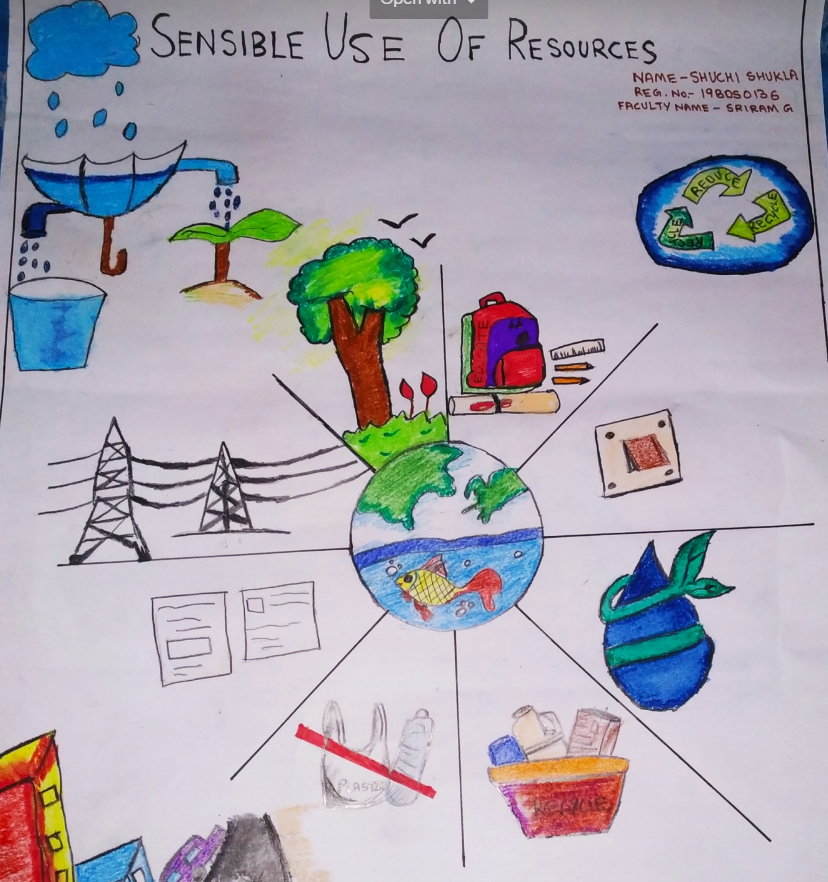 Open with
SENSIBLE USE OF RESOURCES
NAME-SHUCHI SHUKLA
REG. No.- 19BDS0136
FACULTY NAME - SRIRAM G
REDUCE
RECYCLE
EDUCATE
PLASTIC
RECYCLE